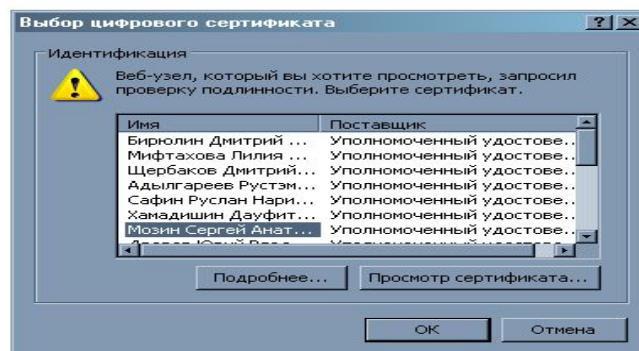 Выбор цифрового сертификата
Идентификация
Веб-узел, который вы хотите просмотреть, запросил
проверку подлинности. Выберите сертификат.
Имя Поставщик
Бирюлин Дмитрий ... Уполномоченный удостове...
Мифтахова Лилия ... Уполномоченный удостове...
Щербаков Дмитрий... Уполномоченный удостове...
Адылгареев Рустэм... Уполномоченный удостове...
Сафин Руслан Нари... Уполномоченный удостове...
Хамадишин Дауфит... Уполномоченный удостове...
Мозин Сергей Анат... Уполномоченный удостове...
Подробнее... Просмотр сертификата...
OK Отмена